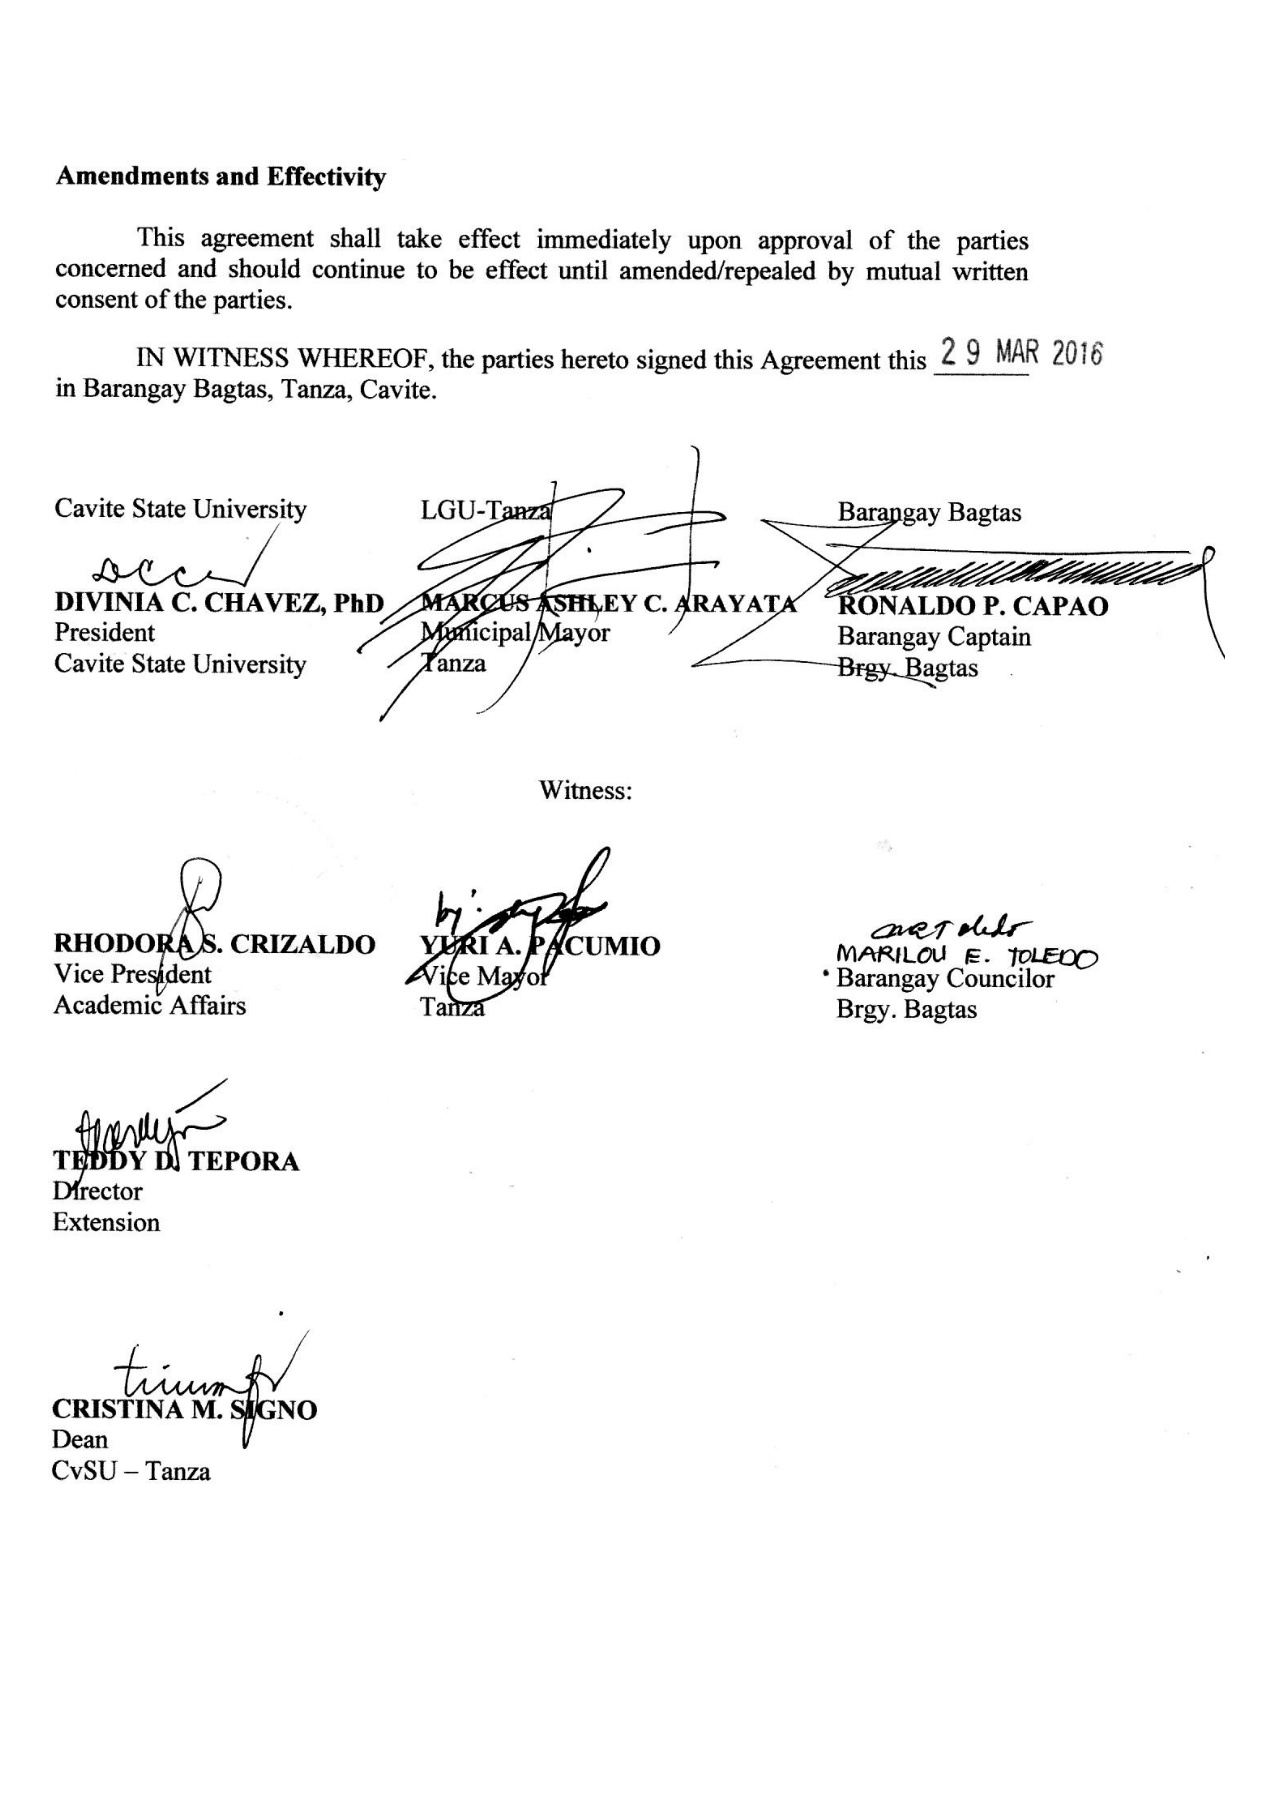 Amendments and Effectivity
This agreement shall take effect immediately upon approval of the parties
concerned and should continue to be effect until amended/repealed by mutual written
consent of the parties.
IN WITNESS WHEREOF, the parties hereto signed this Agreement this 29 MAR 2016
in Barangay Bagtas, Tanza, Cavite.
Cavite State University LGU-Tanza Barangay Bagtas
DIVINIA C. CHAVEZ, PhD MARCUS ASHLEY C. ARAYATA RONALDO P. CAPAO
President Municipal Mayor Barangay Captain
Cavite State University Tanza Brgy. Bagtas
Witness:
by:
RHODORA S. CRIZALDO YURI A. PACUMIO MARILOU E. TOLEDO
Vice President Vice Mayor Barangay Councilor
Academic Affairs Tanza Brgy. Bagtas
TEDDY D. TEPORA
Director
Extension
CRISTINA M. SIGNO
Dean
CvSU – Tanza